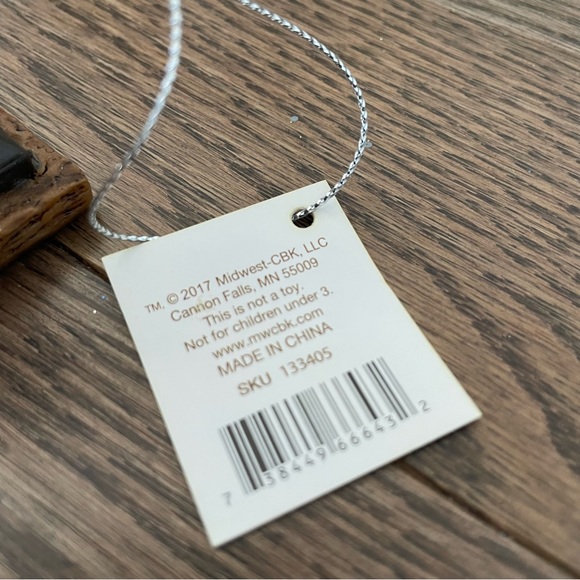 TM, © 2017 Midwest-CBK, LLC
Cannon Falls, MN 55009
This is not a toy.
Not for children under 3.
www.mwcbk.com
MADE IN CHINA
SKU 133405
7 38449 66643 2